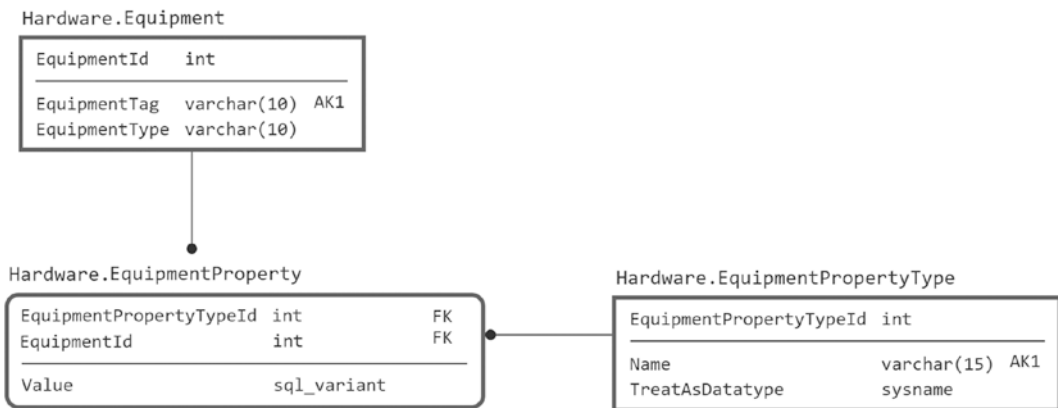 Hardware.Equipment
EquipmentId int
EquipmentTag varchar(10) AK1
EquipmentType varchar(10)
Hardware.EquipmentProperty
EquipmentPropertyTypeId int FK
EquipmentId int FK
Value sql_variant
Hardware.EquipmentPropertyType
EquipmentPropertyTypeId int
Name varchar(15) AK1
TreatAsDatatype sysname